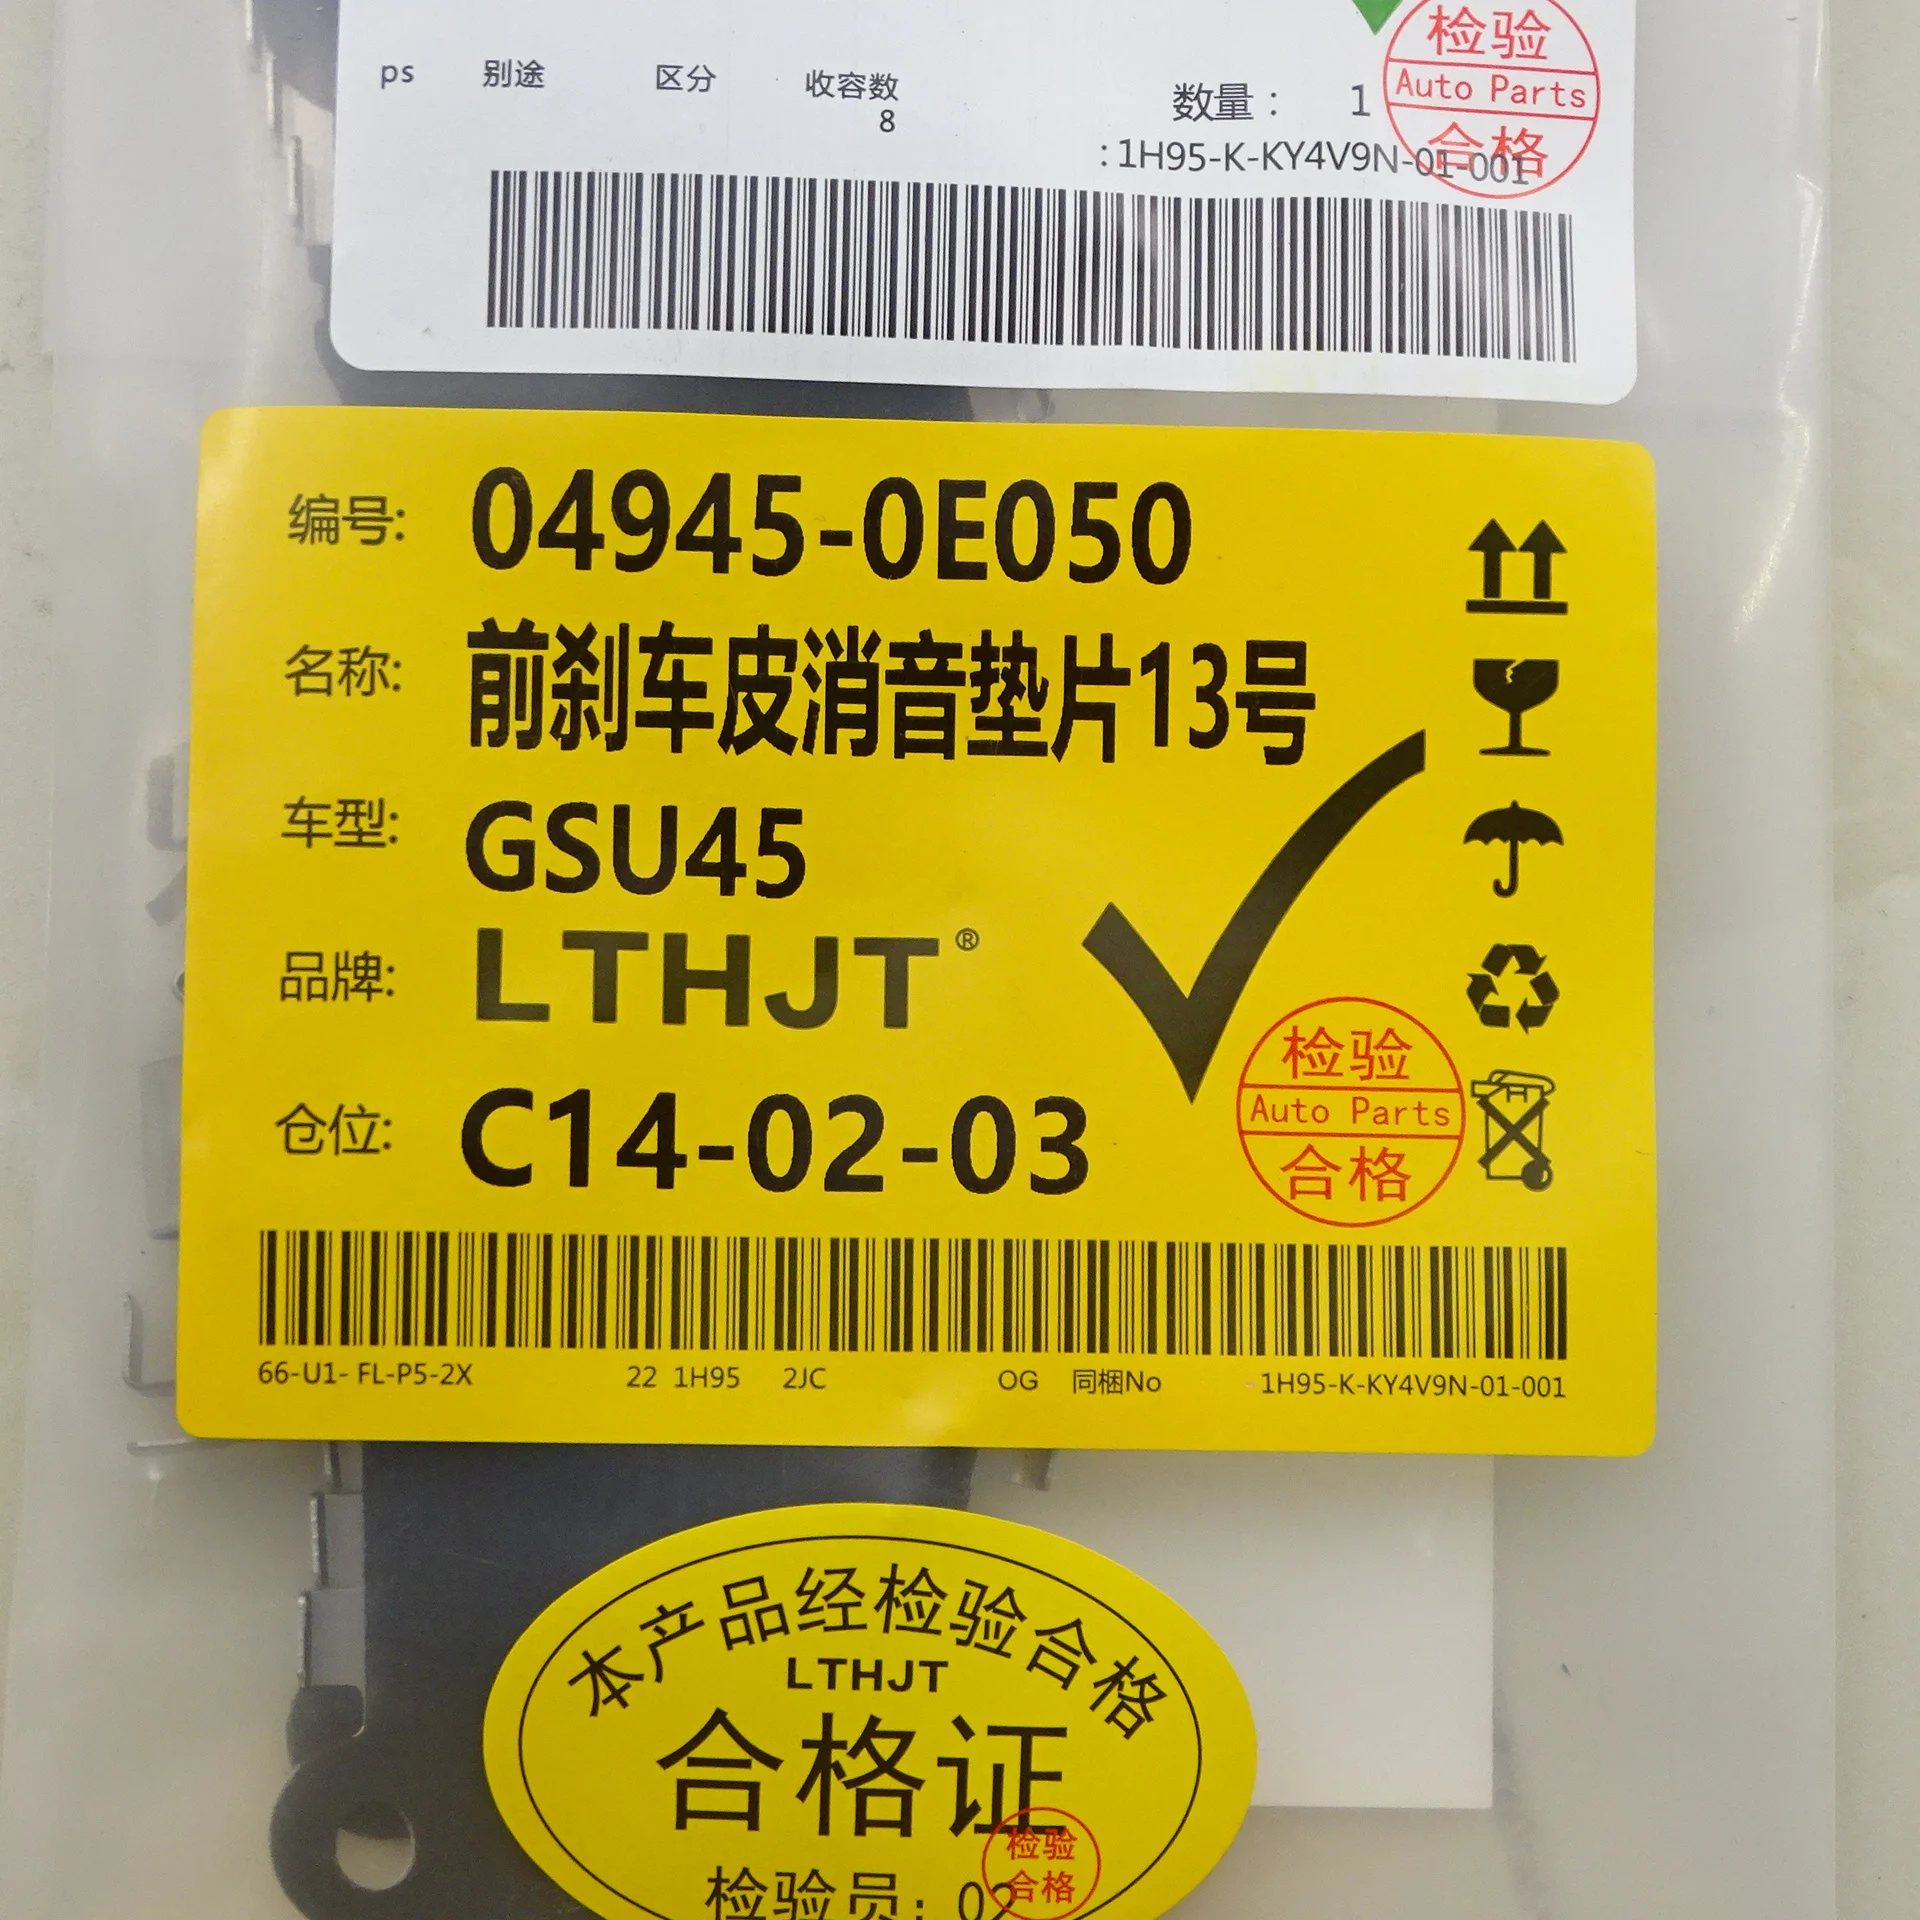 检验
Auto Parts
合格
ps 别途 区分 收容数
8
数量： 1
:1H95-K-KY4V9N-01-001
编号: 04945-0E050
名称: 前刹车皮消音垫片13号
车型: GSU45
品牌: LTHJT®
仓位: C14-02-03
检验
Auto Parts
合格
66-U1- FL-P5-2X 22 1H95 2JC OG 同梱No -1H95-K-KY4V9N-01-001
本产品经检验合格
LTHJT
合格证
检验员: 02
检验
合格